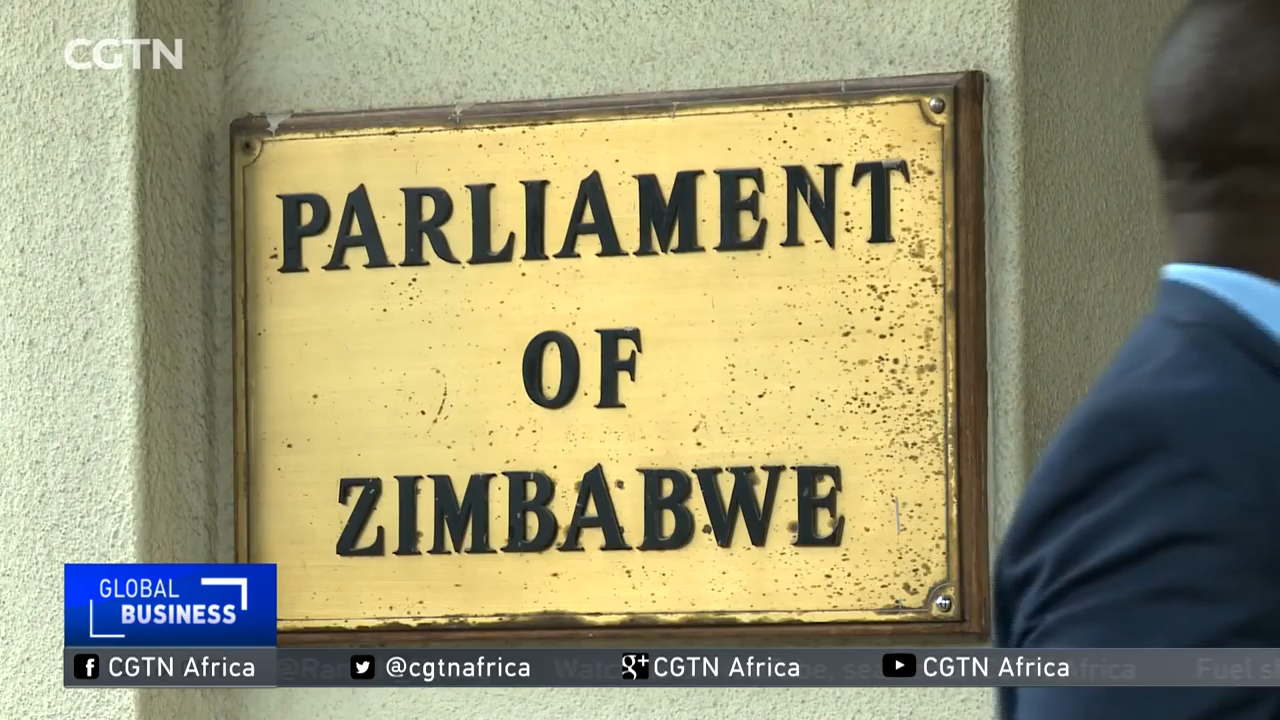 CGTN
PARLIAMENT
OF
ZIMBABWE
GLOBAL
BUSINESS
CGTN Africa @cgtnafrica CGTN Africa CGTN Africa